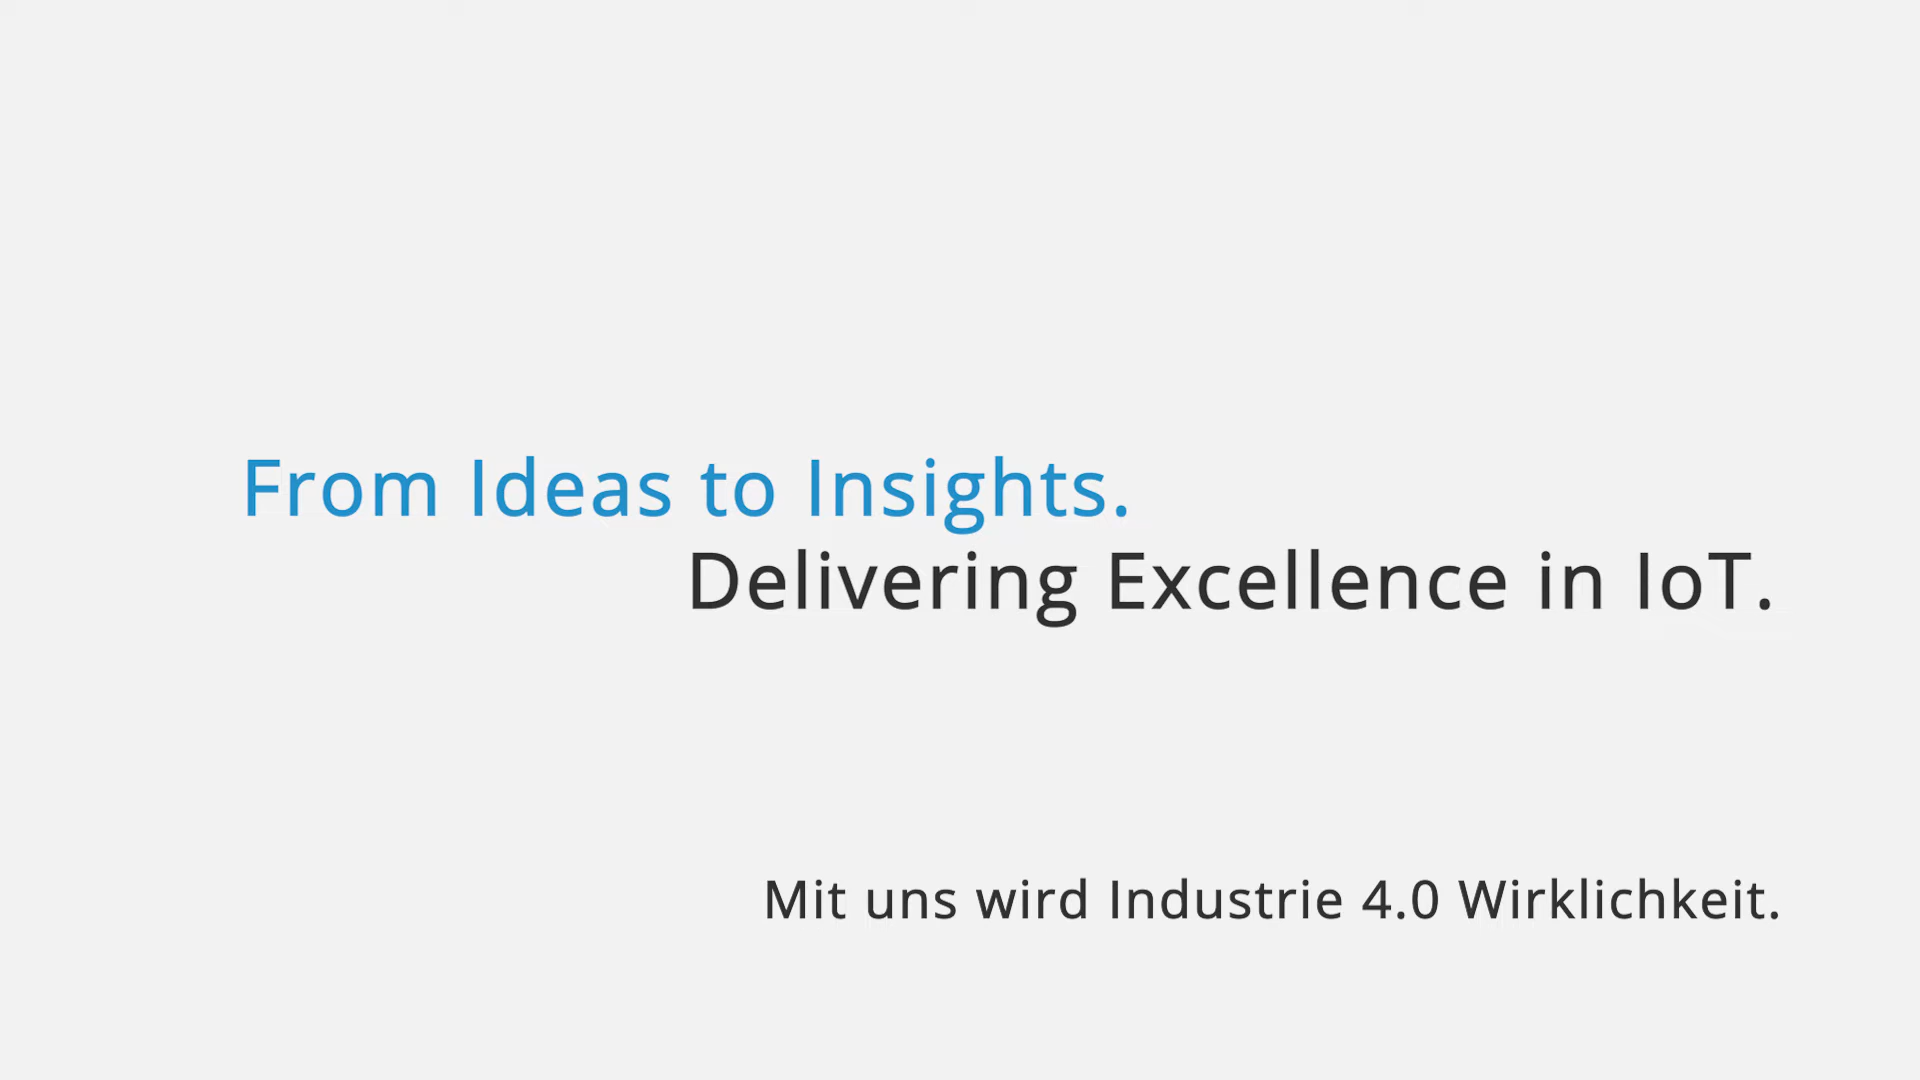 From Ideas to Insights.
Delivering Excellence in IoT.
Mit uns wird Industrie 4.0 Wirklichkeit.